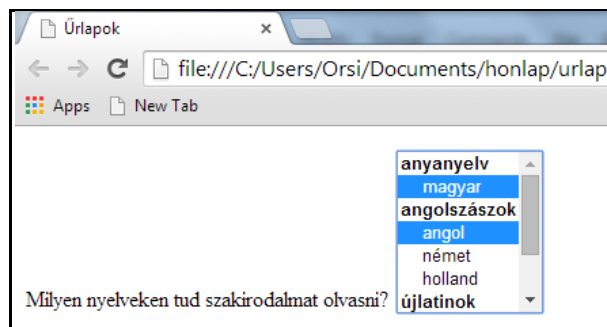 Űrlapok
file:///C:/Users/Orsi/Documents/honlap/urlap
Apps New Tab
anyanyelv
magyar
angolszászok
angol
német
holland
Milyen nyelveken tud szakirodalmat olvasni? újlatinok